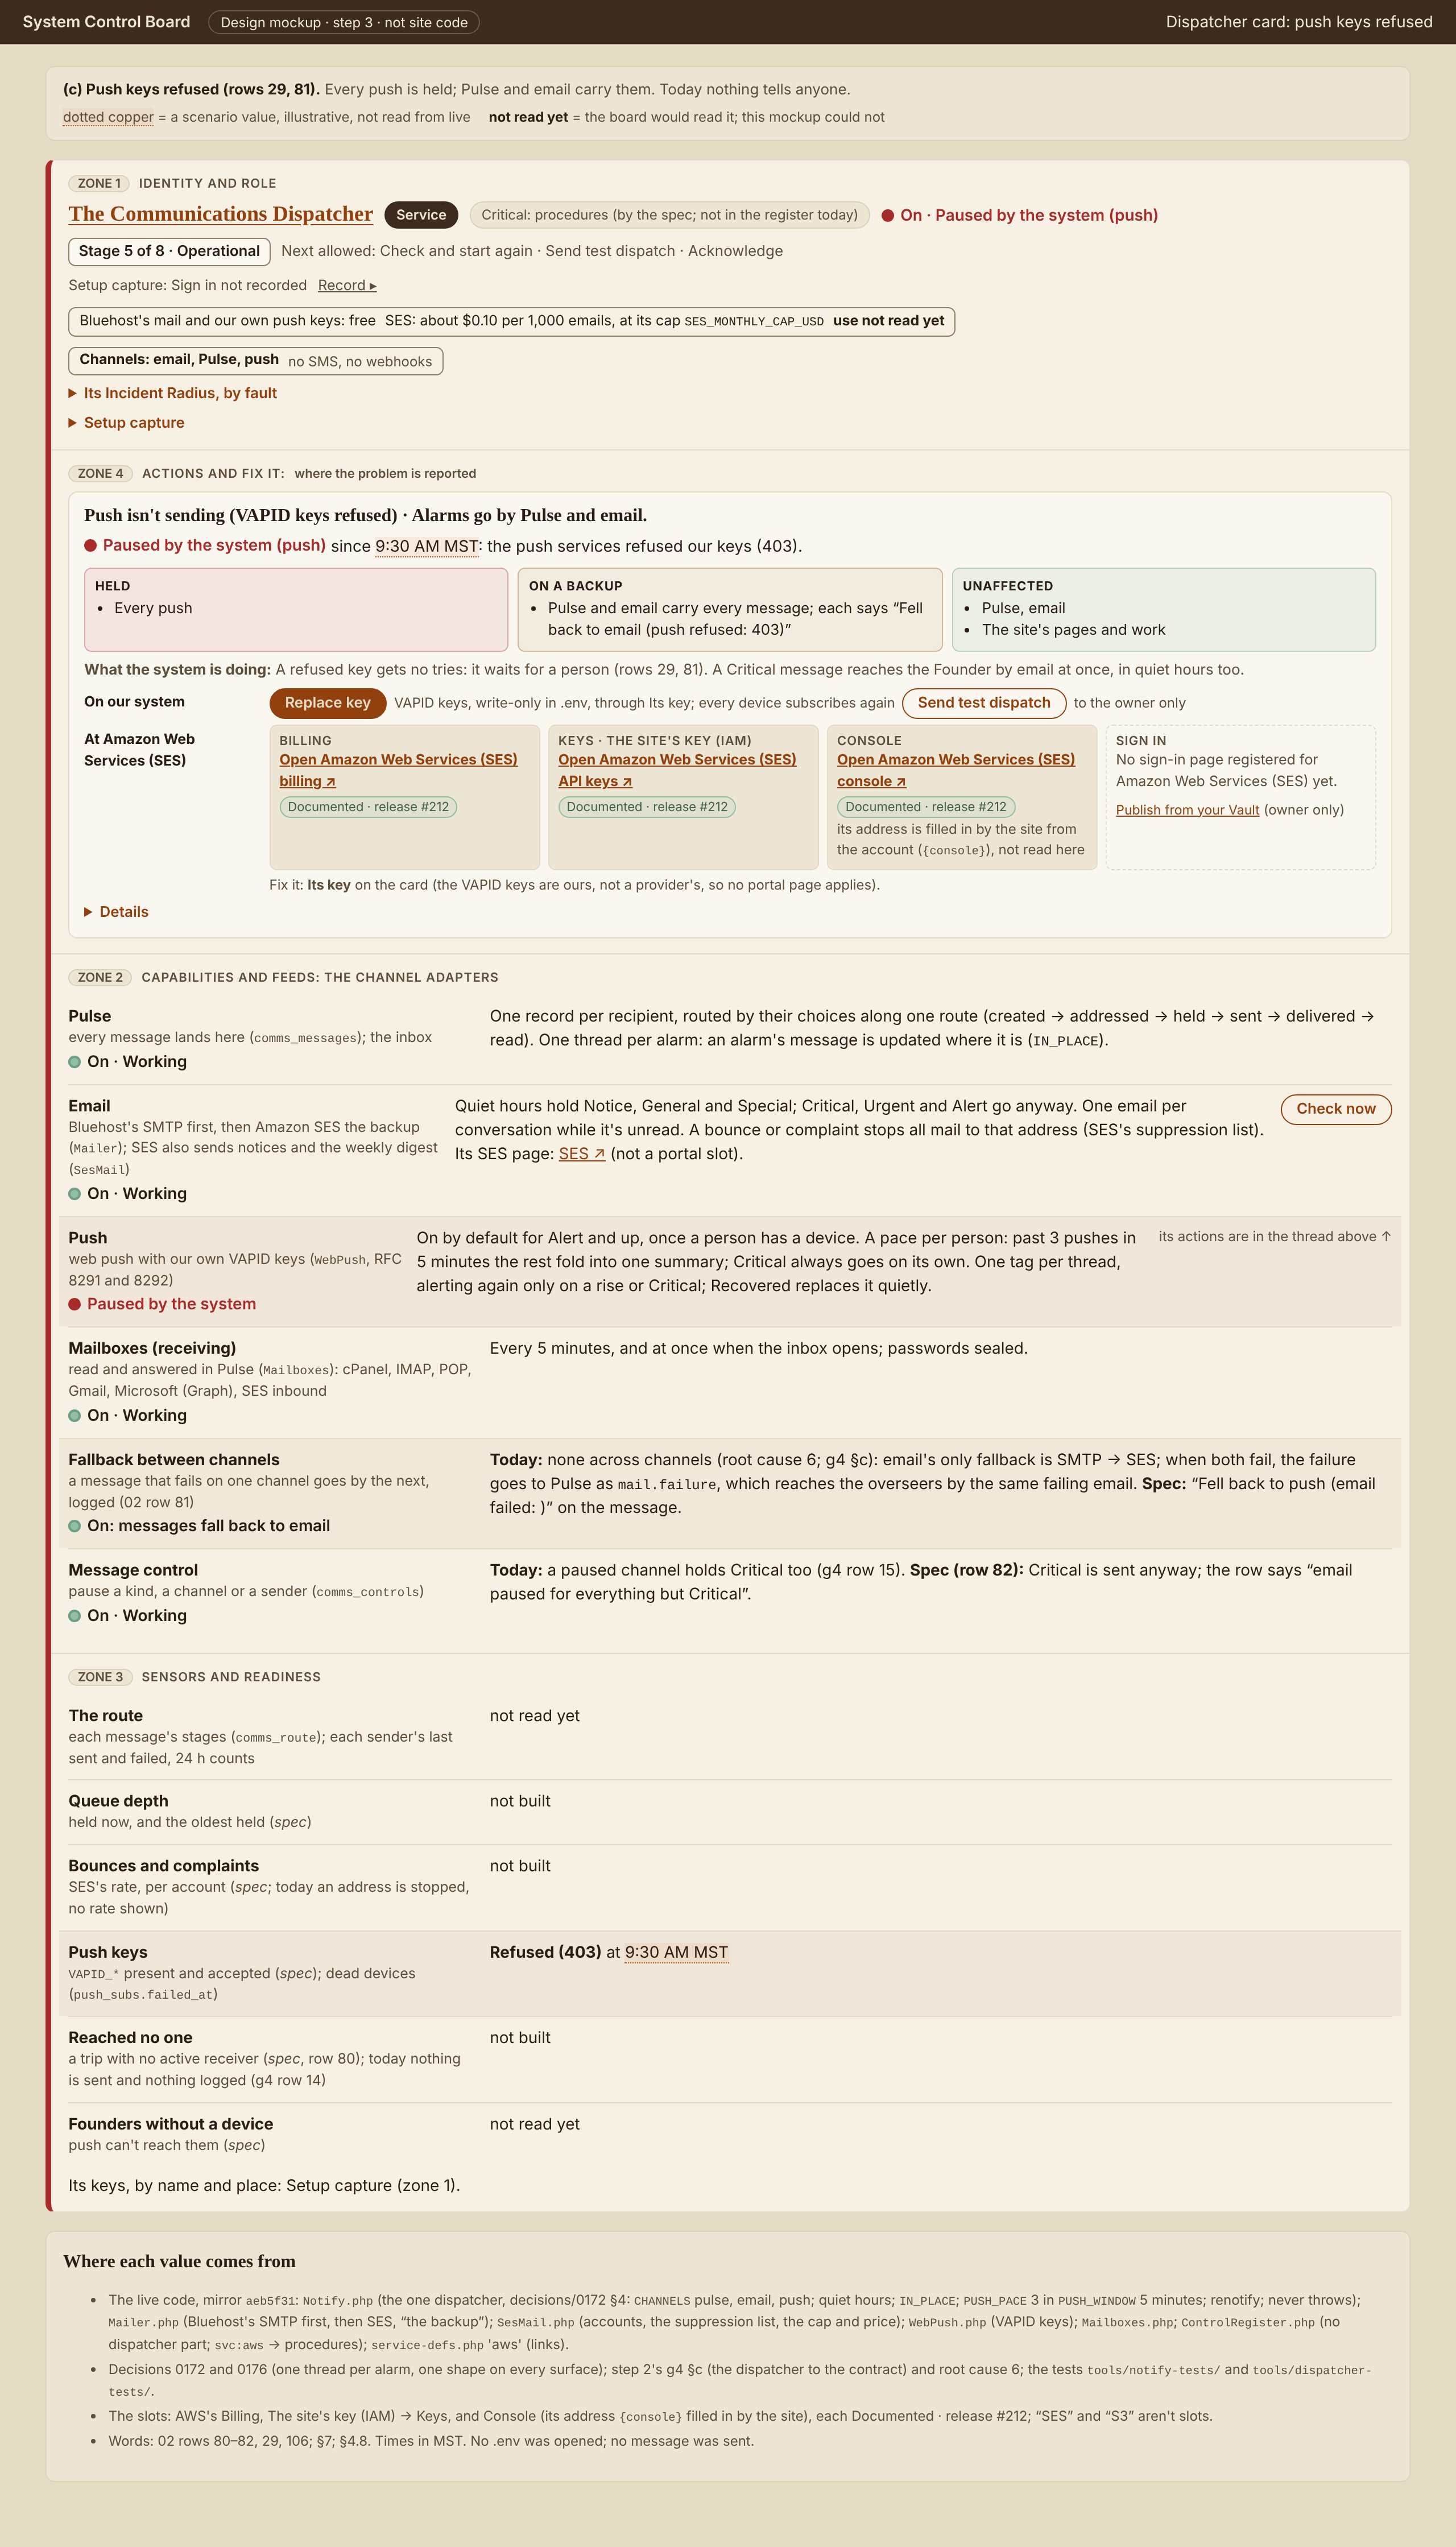 System Control Board
Design mockup · step 3 · not site code
Dispatcher card: push keys refused
(c) Push keys refused (rows 29, 81). Every push is held; Pulse and email carry them. Today nothing tells anyone.
dotted copper = a scenario value, illustrative, not read from live not read yet = the board would read it; this mockup could not
ZONE 1 IDENTITY AND ROLE
The Communications Dispatcher Service Critical: procedures (by the spec; not in the register today) On · Paused by the system (push)
Stage 5 of 8 · Operational Next allowed: Check and start again · Send test dispatch · Acknowledge
Setup capture: Sign in not recorded Record ▸
Bluehost's mail and our own push keys: free SES: about $0.10 per 1,000 emails, at its cap SES_MONTHLY_CAP_USD use not read yet
Channels: email, Pulse, push no SMS, no webhooks
▶ Its Incident Radius, by fault
▶ Setup capture
ZONE 4 ACTIONS AND FIX IT: where the problem is reported
Push isn't sending (VAPID keys refused) · Alarms go by Pulse and email.
Paused by the system (push) since 9:30 AM MST: the push services refused our keys (403).
HELD
• Every push
ON A BACKUP
• Pulse and email carry every message; each says “Fell
back to email (push refused: 403)”
UNAFFECTED
• Pulse, email
• The site's pages and work
What the system is doing: A refused key gets no tries: it waits for a person (rows 29, 81). A Critical message reaches the Founder by email at once, in quiet hours too.
On our system Replace key VAPID keys, write-only in .env, through Its key; every device subscribes again Send test dispatch to the owner only
At Amazon Web
Services (SES)
BILLING
Open Amazon Web Services (SES)
billing ↗
Documented · release #212
KEYS · THE SITE'S KEY (IAM)
Open Amazon Web Services (SES)
API keys ↗
Documented · release #212
CONSOLE
Open Amazon Web Services (SES)
console ↗
Documented · release #212
its address is filled in by the site from
the account ({console}), not read here
SIGN IN
No sign-in page registered for
Amazon Web Services (SES) yet.
Publish from your Vault (owner only)
Fix it: Its key on the card (the VAPID keys are ours, not a provider's, so no portal page applies).
▶ Details
ZONE 2 CAPABILITIES AND FEEDS: THE CHANNEL ADAPTERS
Pulse
every message lands here (comms_messages); the inbox
On · Working
One record per recipient, routed by their choices along one route (created → addressed → held → sent → delivered →
read). One thread per alarm: an alarm's message is updated where it is (IN_PLACE).
Email
Bluehost's SMTP first, then Amazon SES the backup
(Mailer); SES also sends notices and the weekly digest
(SesMail)
On · Working
Quiet hours hold Notice, General and Special; Critical, Urgent and Alert go anyway. One email per
conversation while it's unread. A bounce or complaint stops all mail to that address (SES's suppression list).
Its SES page: SES ↗ (not a portal slot).
Check now
Push
web push with our own VAPID keys (WebPush, RFC
8291 and 8292)
Paused by the system
On by default for Alert and up, once a person has a device. A pace per person: past 3 pushes in
5 minutes the rest fold into one summary; Critical always goes on its own. One tag per thread,
alerting again only on a rise or Critical; Recovered replaces it quietly.
its actions are in the thread above ↑
Mailboxes (receiving)
read and answered in Pulse (Mailboxes): cPanel, IMAP, POP,
Gmail, Microsoft (Graph), SES inbound
On · Working
Every 5 minutes, and at once when the inbox opens; passwords sealed.
Fallback between channels
a message that fails on one channel goes by the next,
logged (02 row 81)
On: messages fall back to email
Today: none across channels (root cause 6; g4 §c): email's only fallback is SMTP → SES; when both fail, the failure
goes to Pulse as mail.failure, which reaches the overseers by the same failing email. Spec: “Fell back to push (email
failed: )” on the message.
Message control
pause a kind, a channel or a sender (comms_controls)
On · Working
Today: a paused channel holds Critical too (g4 row 15). Spec (row 82): Critical is sent anyway; the row says “email
paused for everything but Critical”.
ZONE 3 SENSORS AND READINESS
The route
each message's stages (comms_route); each sender's last
sent and failed, 24 h counts
not read yet
Queue depth
held now, and the oldest held (spec)
not built
Bounces and complaints
SES's rate, per account (spec; today an address is stopped,
no rate shown)
not built
Push keys
VAPID_* present and accepted (spec); dead devices
(push_subs.failed_at)
Refused (403) at 9:30 AM MST
Reached no one
a trip with no active receiver (spec, row 80); today nothing
is sent and nothing logged (g4 row 14)
not built
Founders without a device
push can't reach them (spec)
not read yet
Its keys, by name and place: Setup capture (zone 1).
Where each value comes from
• The live code, mirror aeb5f31: Notify.php (the one dispatcher, decisions/0172 §4: CHANNELS pulse, email, push; quiet hours; IN_PLACE; PUSH_PACE 3 in PUSH_WINDOW 5 minutes; renotify; never throws);
Mailer.php (Bluehost's SMTP first, then SES, “the backup”); SesMail.php (accounts, the suppression list, the cap and price); WebPush.php (VAPID keys); Mailboxes.php; ControlRegister.php (no
dispatcher part; svc:aws → procedures); service-defs.php 'aws' (links).
• Decisions 0172 and 0176 (one thread per alarm, one shape on every surface); step 2's g4 §c (the dispatcher to the contract) and root cause 6; the tests tools/notify-tests/ and tools/dispatcher-
tests/.
• The slots: AWS's Billing, The site's key (IAM) → Keys, and Console (its address {console} filled in by the site), each Documented · release #212; “SES” and “S3” aren't slots.
• Words: 02 rows 80–82, 29, 106; §7; §4.8. Times in MST. No .env was opened; no message was sent.